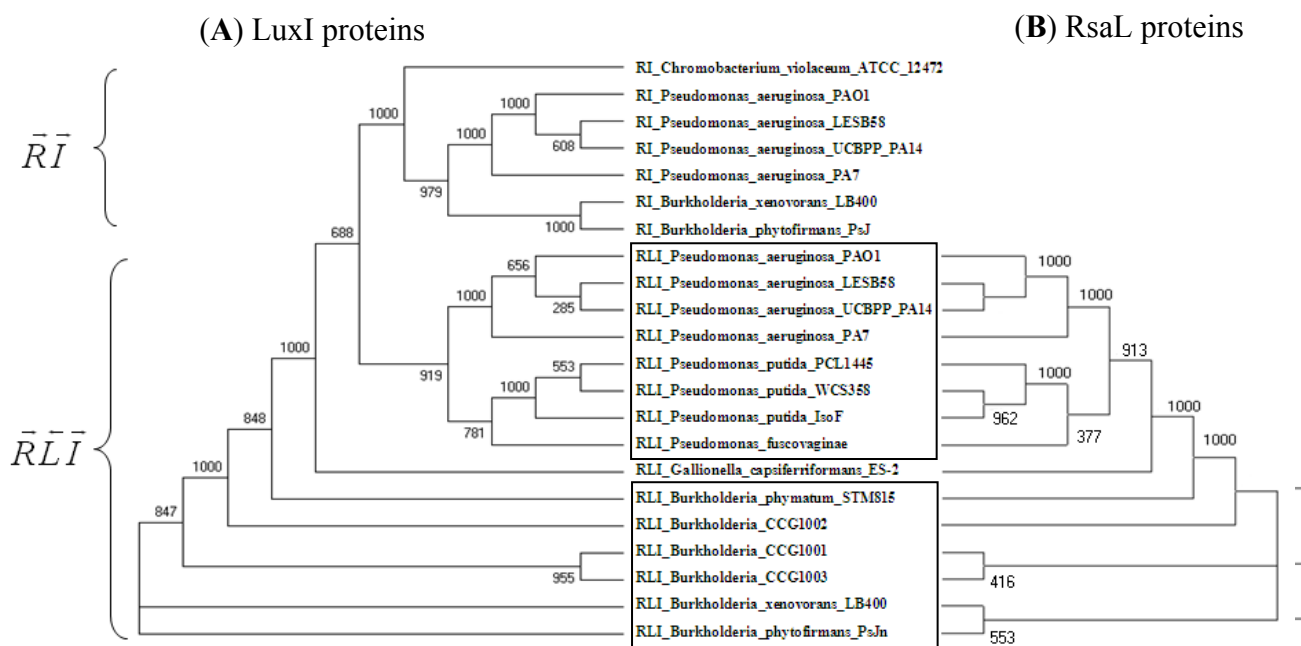 (A) LuxI proteins
(B) RsaL proteins
RI_Chromobacterium_violaceum_ATCC_12472
RI_Pseudomonas_aeruginosa_PAO1
RI_Pseudomonas_aeruginosa_LESB58
RI_Pseudomonas_aeruginosa_UCBPP_PA14
RI_Pseudomonas_aeruginosa_PA7
RI_Burkholderia_xenovorans_LB400
RI_Burkholderia_phytofirmans_PsJ
RLI_Pseudomonas_aeruginosa_PAO1
RLI_Pseudomonas_aeruginosa_LESB58
RLI_Pseudomonas_aeruginosa_UCBPP_PA14
RLI_Pseudomonas_aeruginosa_PA7
RLI_Pseudomonas_putida_PCL1445
RLI_Pseudomonas_putida_WCS358
RLI_Pseudomonas_putida_IsoF
RLI_Pseudomonas_fuscovaginae
RLI_Gallionella_capsiferriformans_ES-2
RLI_Burkholderia_phymatum_STM815
RLI_Burkholderia_CCG1002
RLI_Burkholderia_CCG1001
RLI_Burkholderia_CCG1003
RLI_Burkholderia_xenovorans_LB400
RLI_Burkholderia_phytofirmans_PsJn
R⃗I⃗
R⃗L⃖I⃗
1000
1000
1000
608
979
1000
688
656
1000
285
919
553
1000
781
1000
848
1000
847
955
1000
1000
913
1000
962
377
1000
1000
416
553